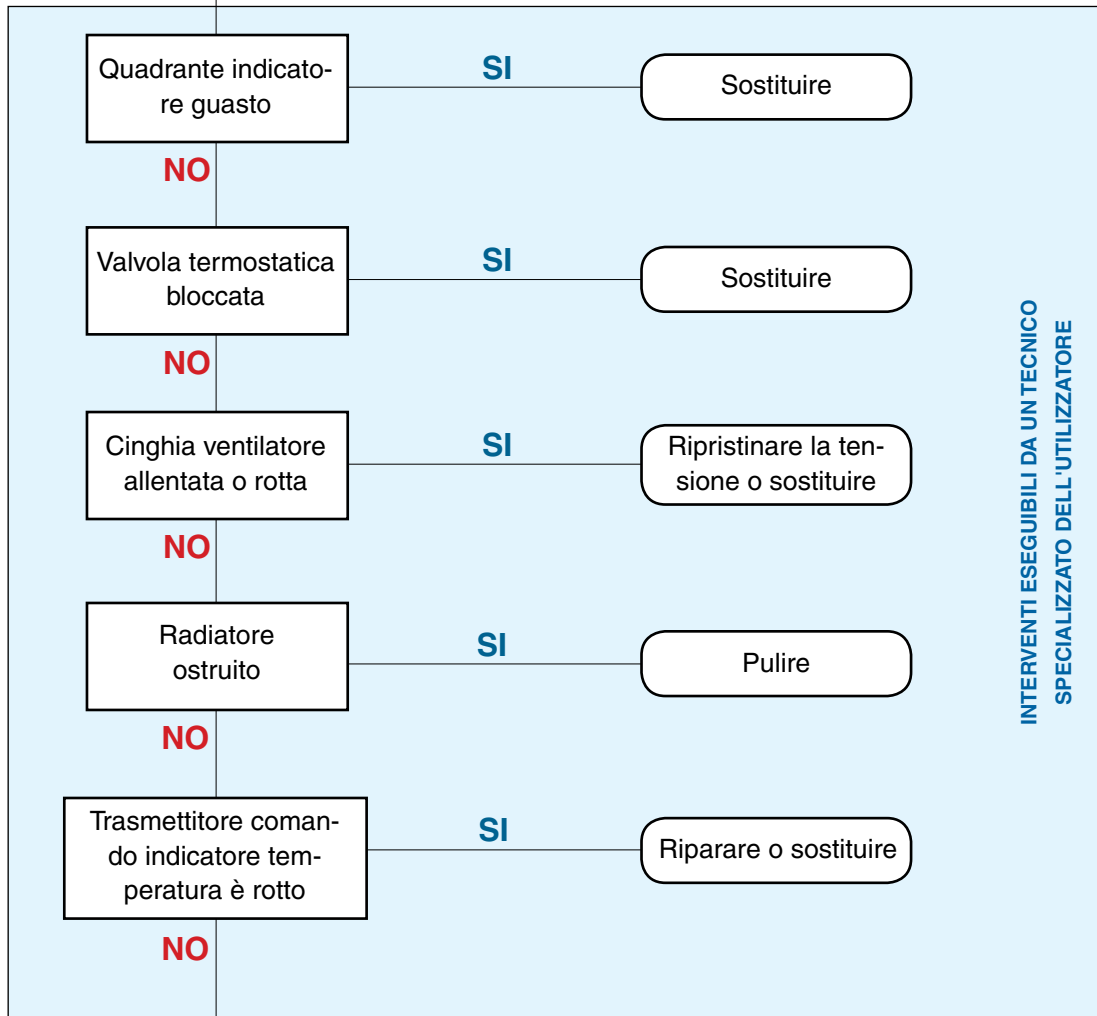 Quadrante indicato-
re guasto
SI
Sostituire
NO
Valvola termostatica
bloccata
SI
Sostituire
NO
Cinghia ventilatore
allentata o rotta
SI
Ripristinare la ten-
sione o sostituire
NO
Radiatore
ostruito
SI
Pulire
NO
Trasmettitore coman-
do indicatore tem-
peratura è rotto
SI
Riparare o sostituire
NO
INTERVENTI ESEGUIBILI DA UN TECNICO
SPECIALIZZATO DELL'UTILIZZATORE